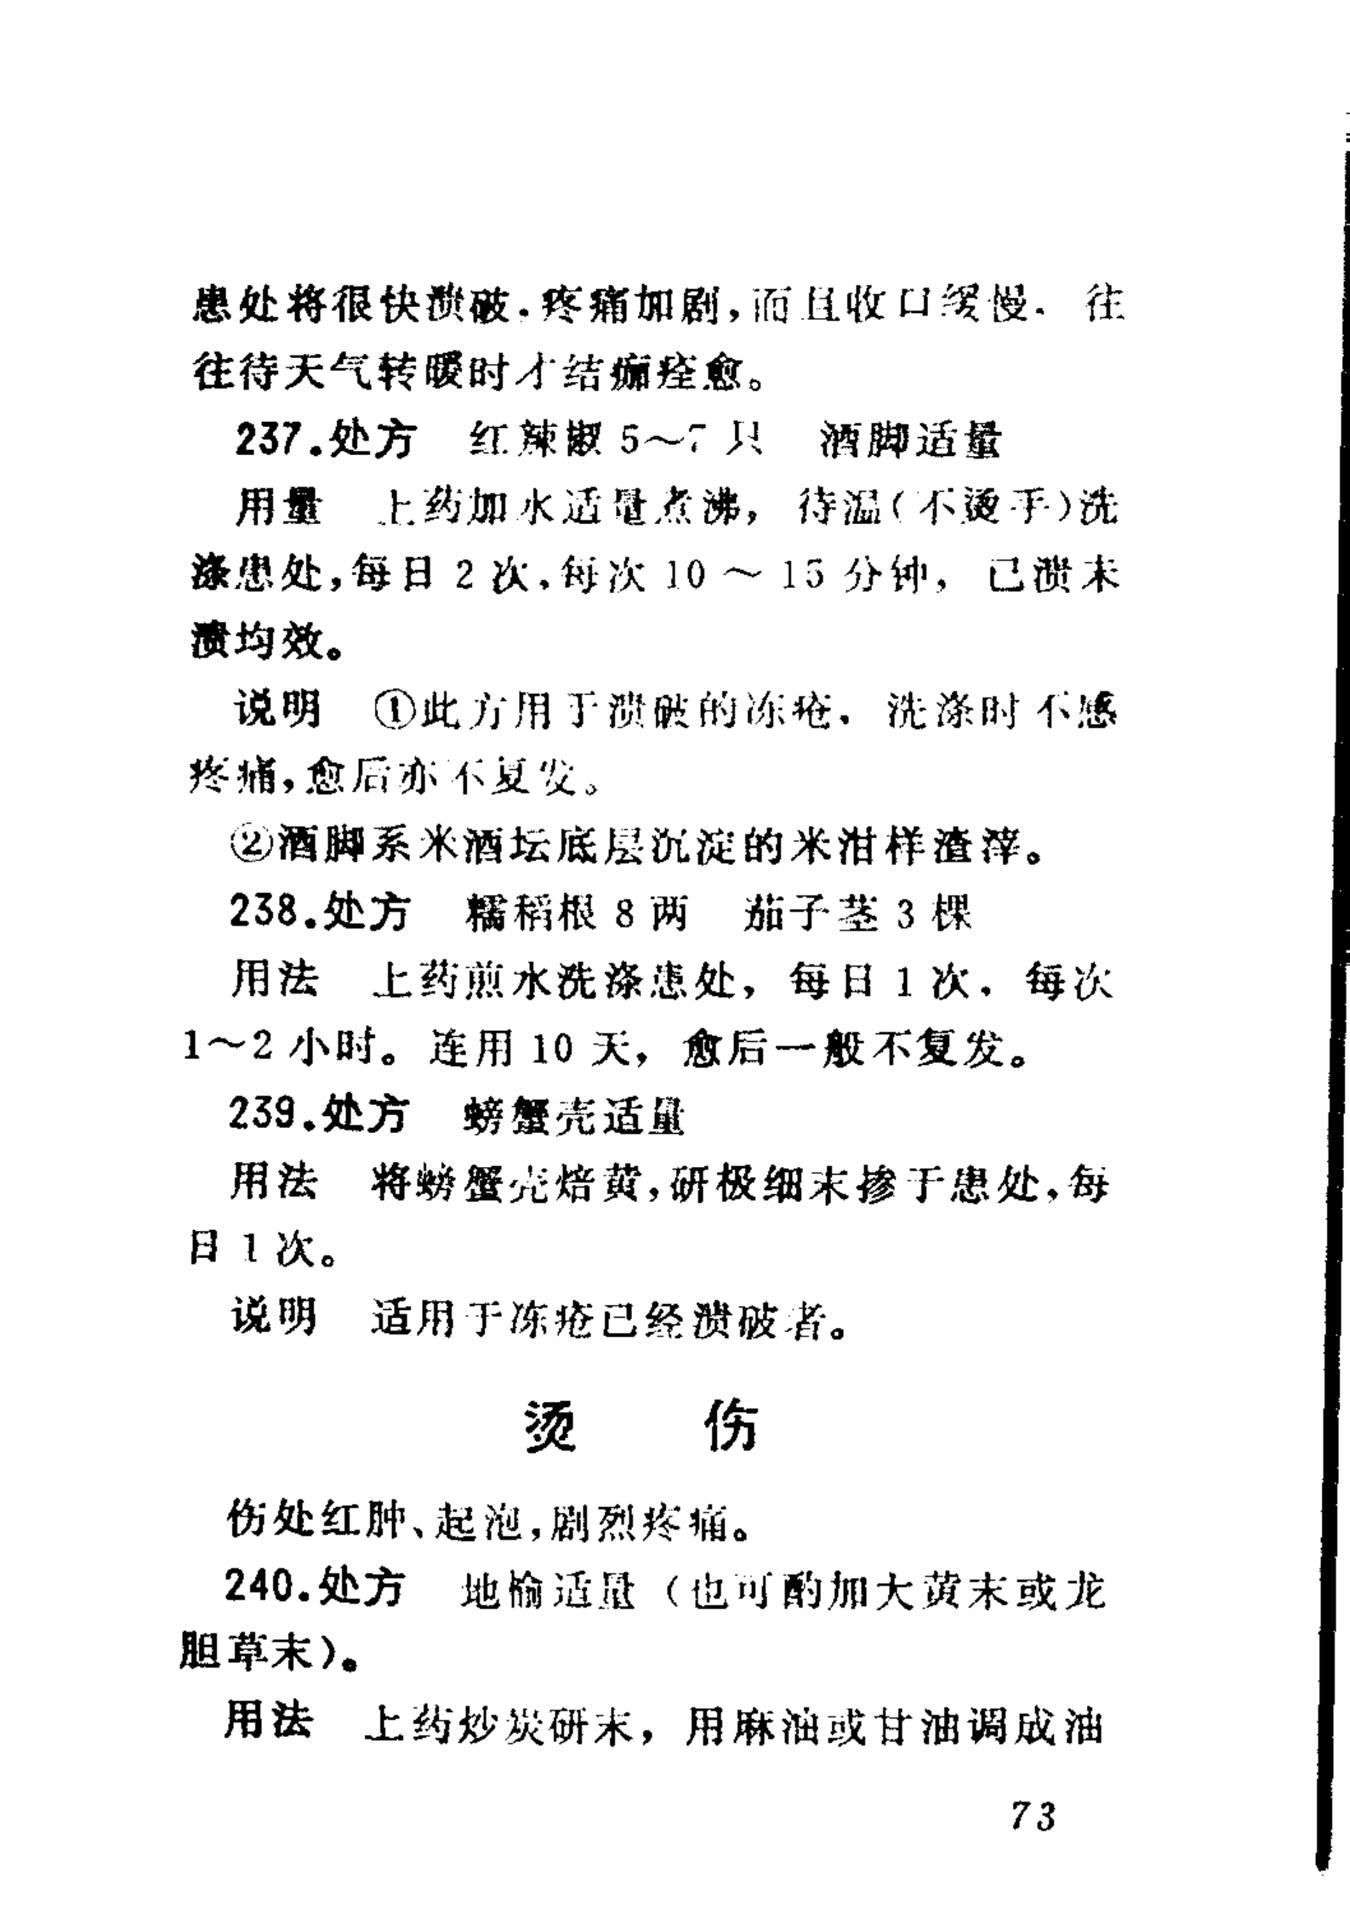 患处将很快溃破，疼痛加剧，而且收口缓慢，往
往待天气转暖时才结痂痊愈。
237.处方　红辣椒5～7只　酒脚适量
用量　上药加水适量煮沸，待温(不烫手)洗
涤患处，每日2次，每次10～15分钟，已溃未
溃均效。
说明　①此方用于溃破的冻疮，洗涤时不感
疼痛，愈后亦不复发。
②酒脚系米酒坛底层沉淀的米泔样渣滓。
238.处方　糯稻根8两　茄子茎3棵
用法　上药煎水洗涤患处，每日1次，每次
1～2小时。连用10天，愈后一般不复发。
239.处方　螃蟹壳适量
用法　将螃蟹壳焙黄，研极细末掺于患处，每
日1次。
说明　适用于冻疮已经溃破者。
烫　伤
伤处红肿、起泡，剧烈疼痛。
240.处方　地榆适量（也可酌加大黄末或龙
胆草末）。
用法　上药炒炭研末，用麻油或甘油调成油
73